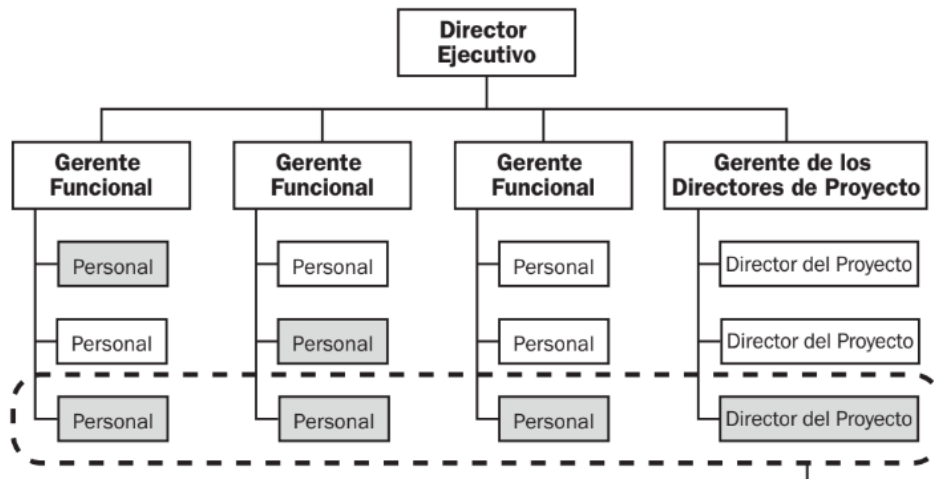 Director
Ejecutivo
Gerente
Funcional
Gerente
Funcional
Gerente
Funcional
Gerente de los
Directores de Proyecto
Personal
Personal
Personal
Director del Proyecto
Personal
Personal
Personal
Director del Proyecto
Personal
Personal
Personal
Director del Proyecto